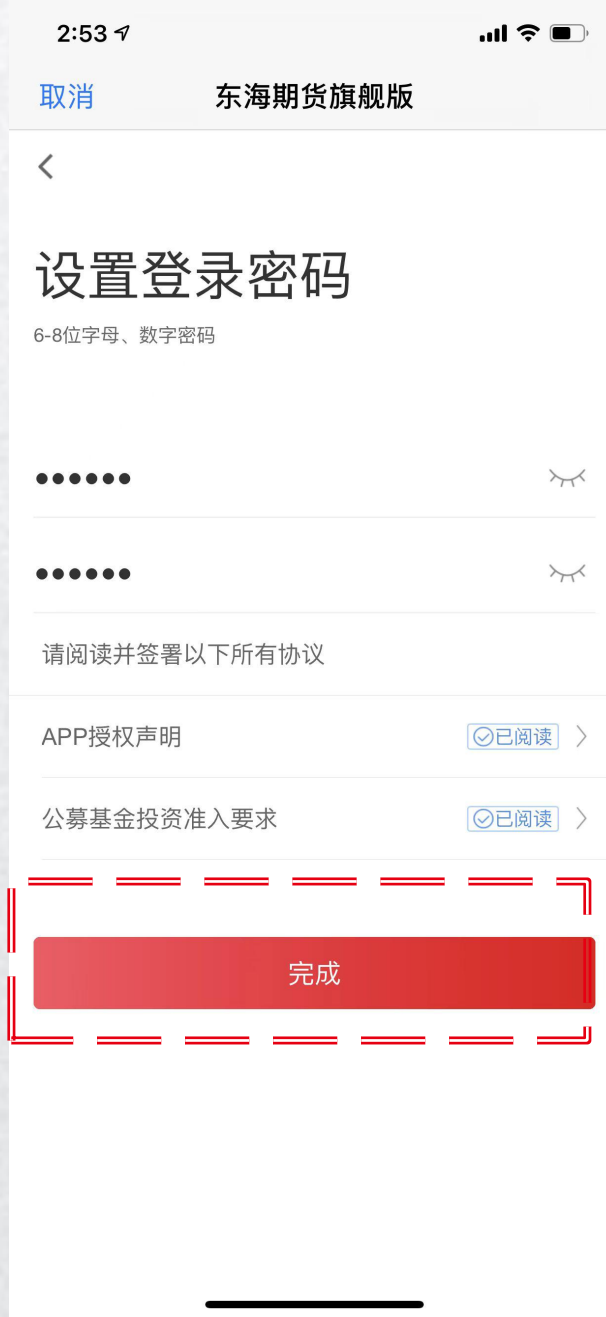 2:53
取消 东海期货旗舰版
设置登录密码
6-8位字母、数字密码
••••••
••••••
请阅读并签署以下所有协议
APP授权声明 已阅读
公募基金投资准入要求 已阅读
完成